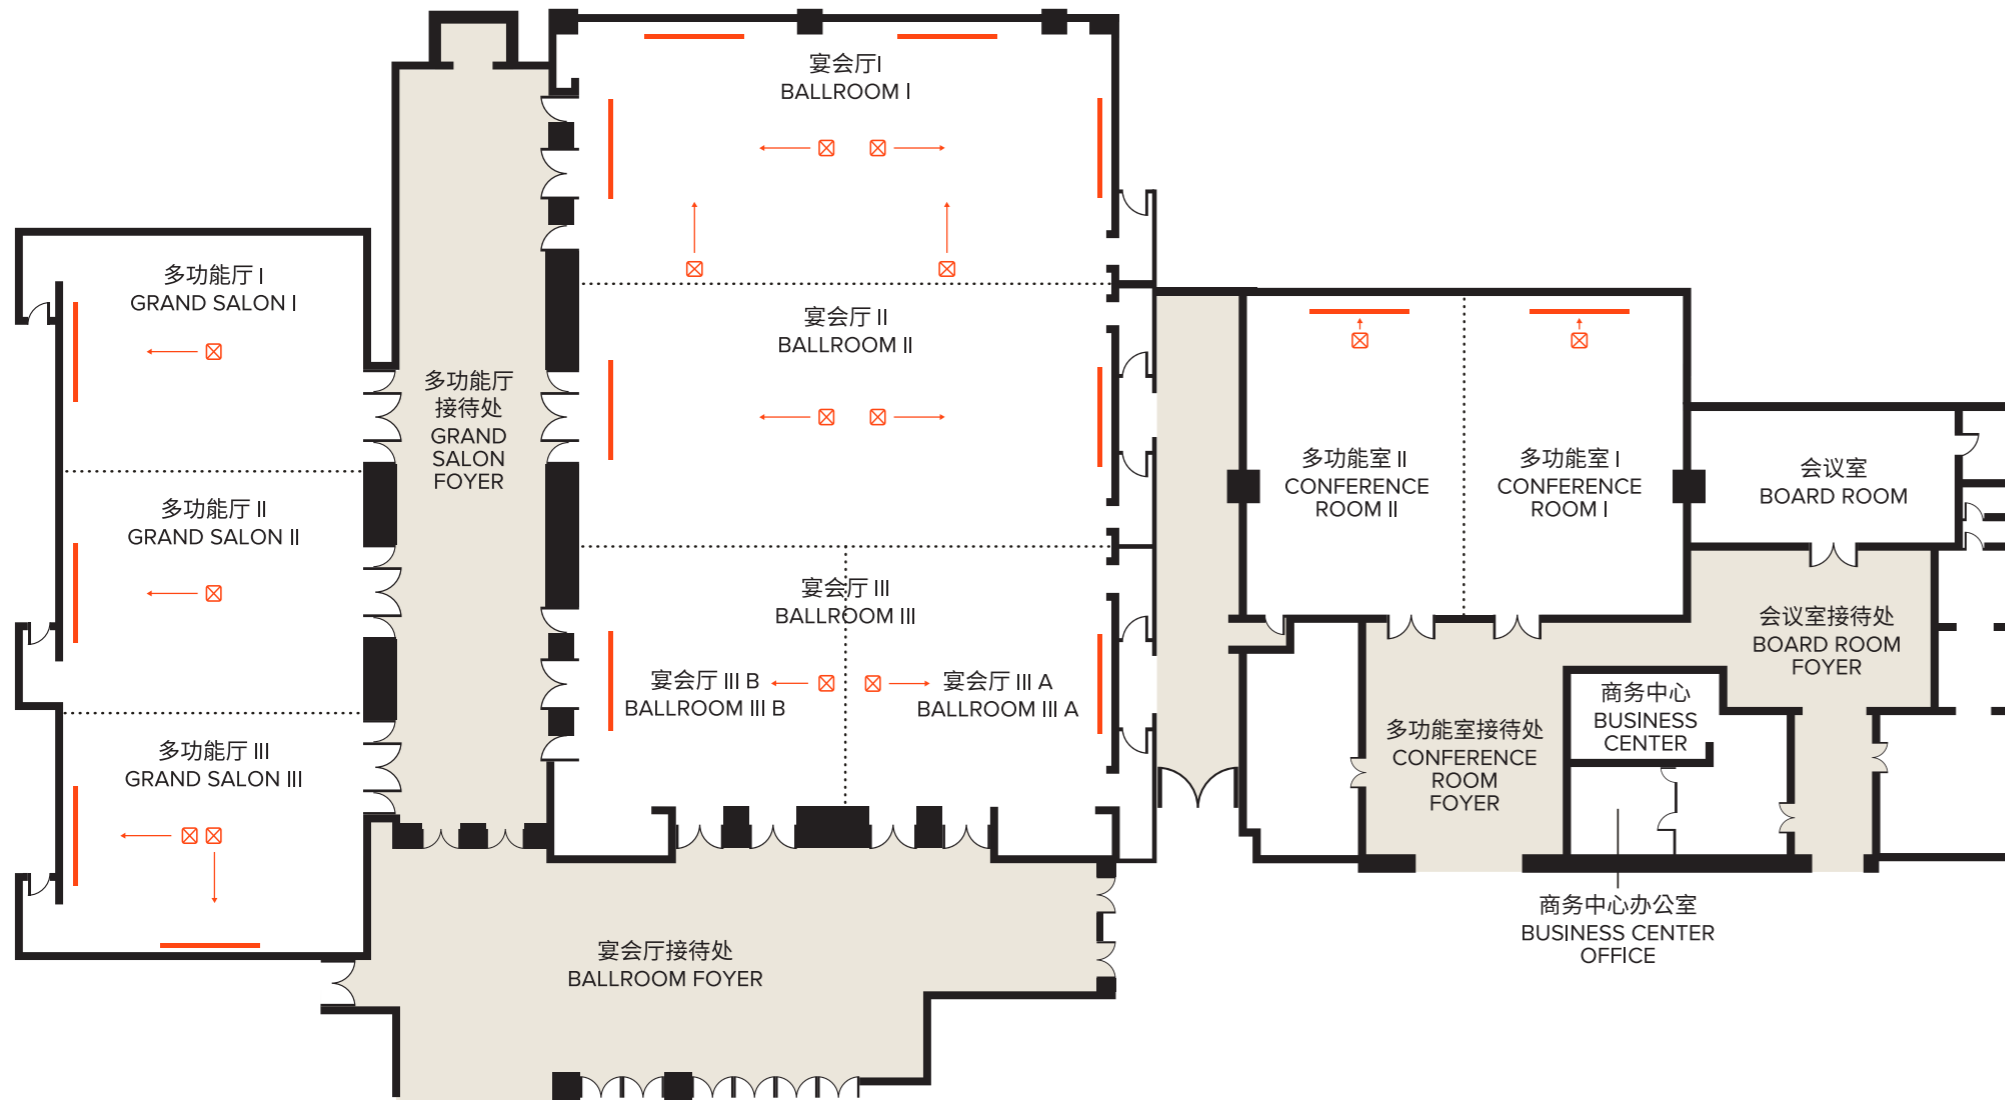 宴会厅I
BALLROOM I
多功能厅 I
GRAND SALON I
宴会厅 II
BALLROOM II
多功能厅
接待处
GRAND
SALON
FOYER
多功能室 II
CONFERENCE
ROOM II
多功能室 I
CONFERENCE
ROOM I
会议室
BOARD ROOM
多功能厅 II
GRAND SALON II
宴会厅 III
BALLROOM III
会议室接待处
BOARD ROOM
FOYER
宴会厅 III B
BALLROOM III B
宴会厅 III A
BALLROOM III A
商务中心
BUSINESS
CENTER
多功能室接待处
CONFERENCE
ROOM
FOYER
多功能厅 III
GRAND SALON III
商务中心办公室
BUSINESS CENTER
OFFICE
宴会厅接待处
BALLROOM FOYER